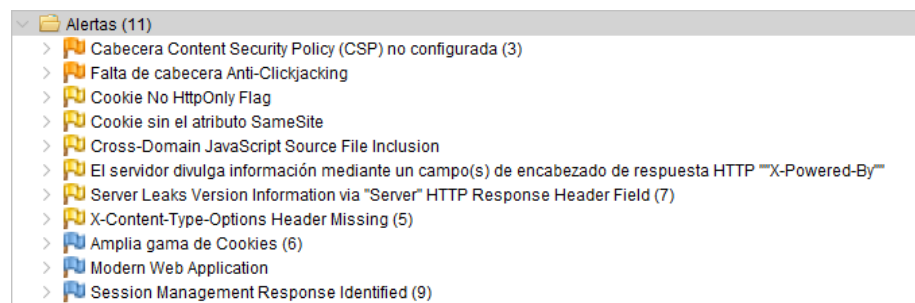 Alertas (11)
Cabecera Content Security Policy (CSP) no configurada (3)
Falta de cabecera Anti-Clickjacking
Cookie No HttpOnly Flag
Cookie sin el atributo SameSite
Cross-Domain JavaScript Source File Inclusion
El servidor divulga información mediante un campo(s) de encabezado de respuesta HTTP ""X-Powered-By""
Server Leaks Version Information via "Server" HTTP Response Header Field (7)
X-Content-Type-Options Header Missing (5)
Amplia gama de Cookies (6)
Modern Web Application
Session Management Response Identified (9)